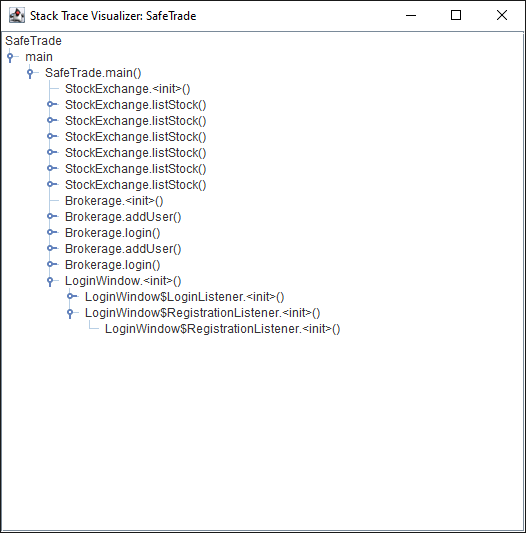 Stack Trace Visualizer: SafeTrade
SafeTrade
main
SafeTrade.main()
StockExchange.<init>()
StockExchange.listStock()
StockExchange.listStock()
StockExchange.listStock()
StockExchange.listStock()
StockExchange.listStock()
StockExchange.listStock()
Brokerage.<init>()
Brokerage.addUser()
Brokerage.login()
Brokerage.addUser()
Brokerage.login()
LoginWindow.<init>()
LoginWindow$LoginListener.<init>()
LoginWindow$RegistrationListener.<init>()
LoginWindow$RegistrationListener.<init>()